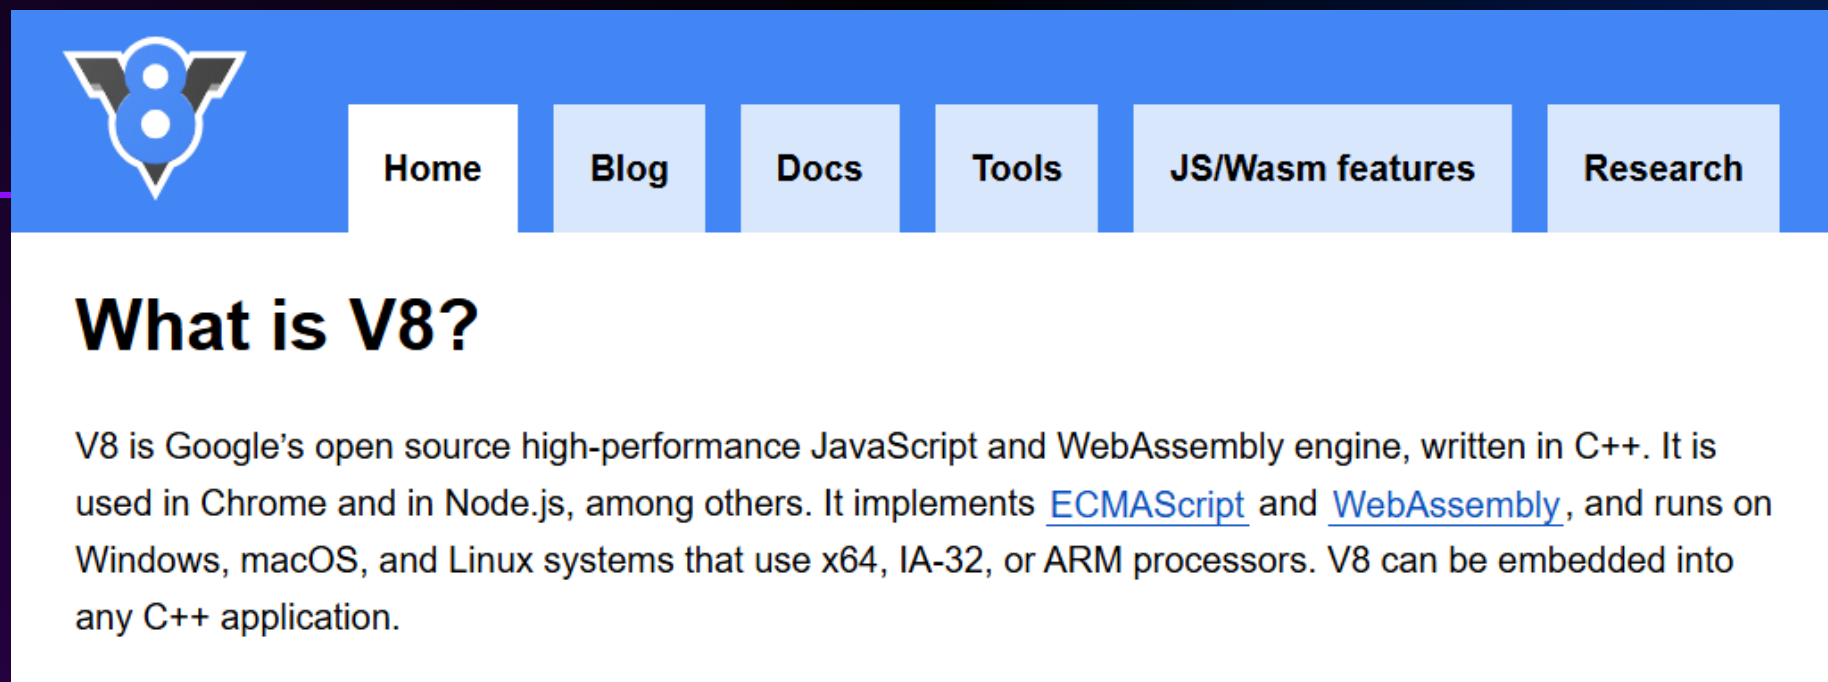 Home
Blog
Docs
Tools
JS/Wasm features
Research
What is V8?
V8 is Google’s open source high-performance JavaScript and WebAssembly engine, written in C++. It is
used in Chrome and in Node.js, among others. It implements ECMAScript and WebAssembly, and runs on
Windows, macOS, and Linux systems that use x64, IA-32, or ARM processors. V8 can be embedded into
any C++ application.